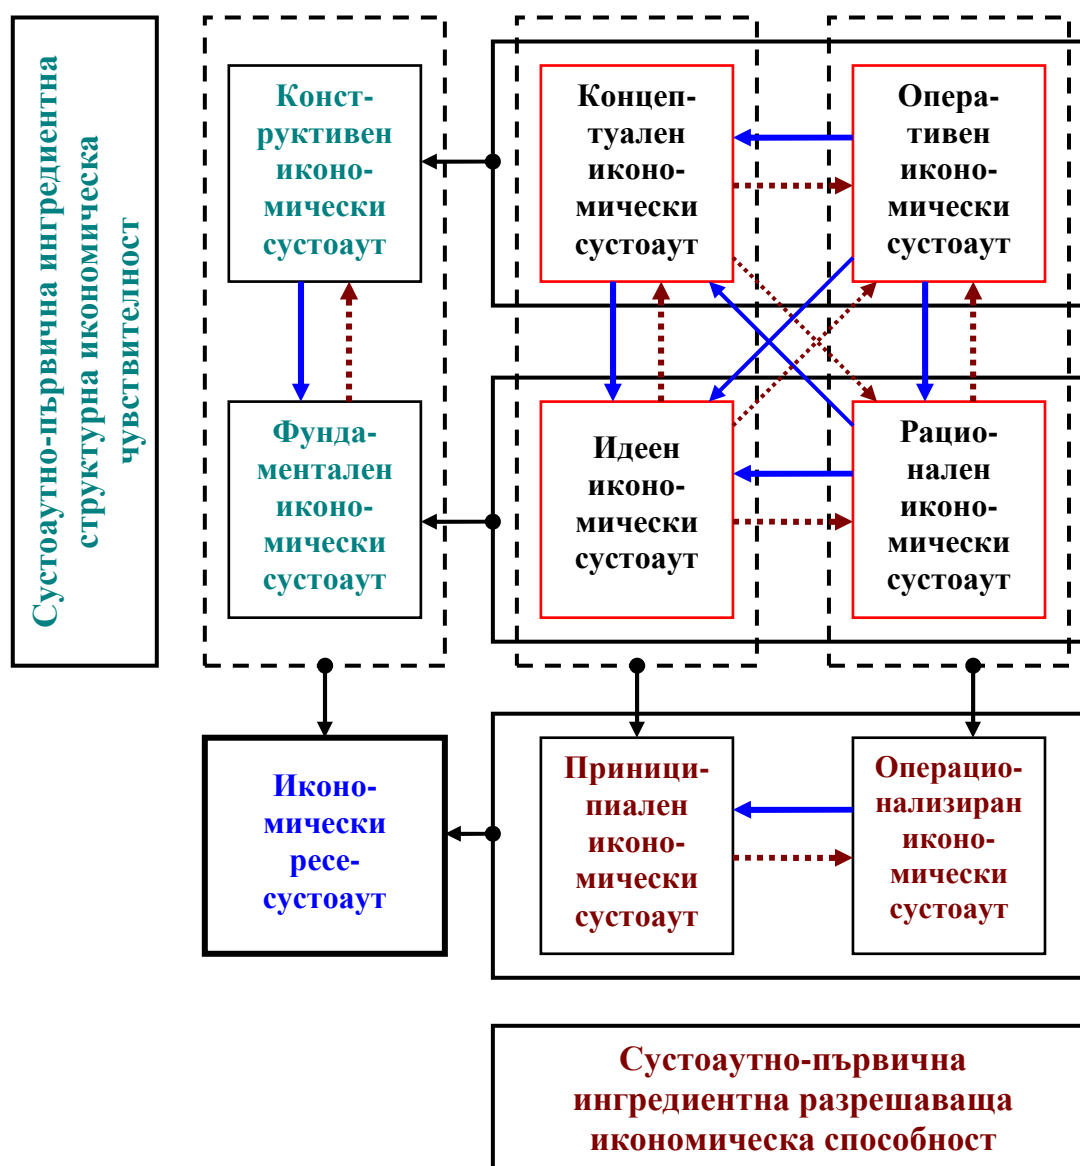 Сустоаутно-първична ингредиентна
структурна икономическа
чувствителност
Конст-
руктивен
иконо-
мически
сустоаут
Концеп-
туален
иконо-
мически
сустоаут
Опера-
тивен
иконо-
мически
сустоаут
Фунда-
ментален
иконо-
мически
сустоаут
Идеен
иконо-
мически
сустоаут
Рацио-
нален
иконо-
мически
сустоаут
Иконо-
мически
ресе-
сустоаут
Приници-
пиален
иконо-
мически
сустоаут
Операцио-
нализиран
иконо-
мически
сустоаут
Сустоаутно-първична
ингредиентна разрешаваща
икономическа способност